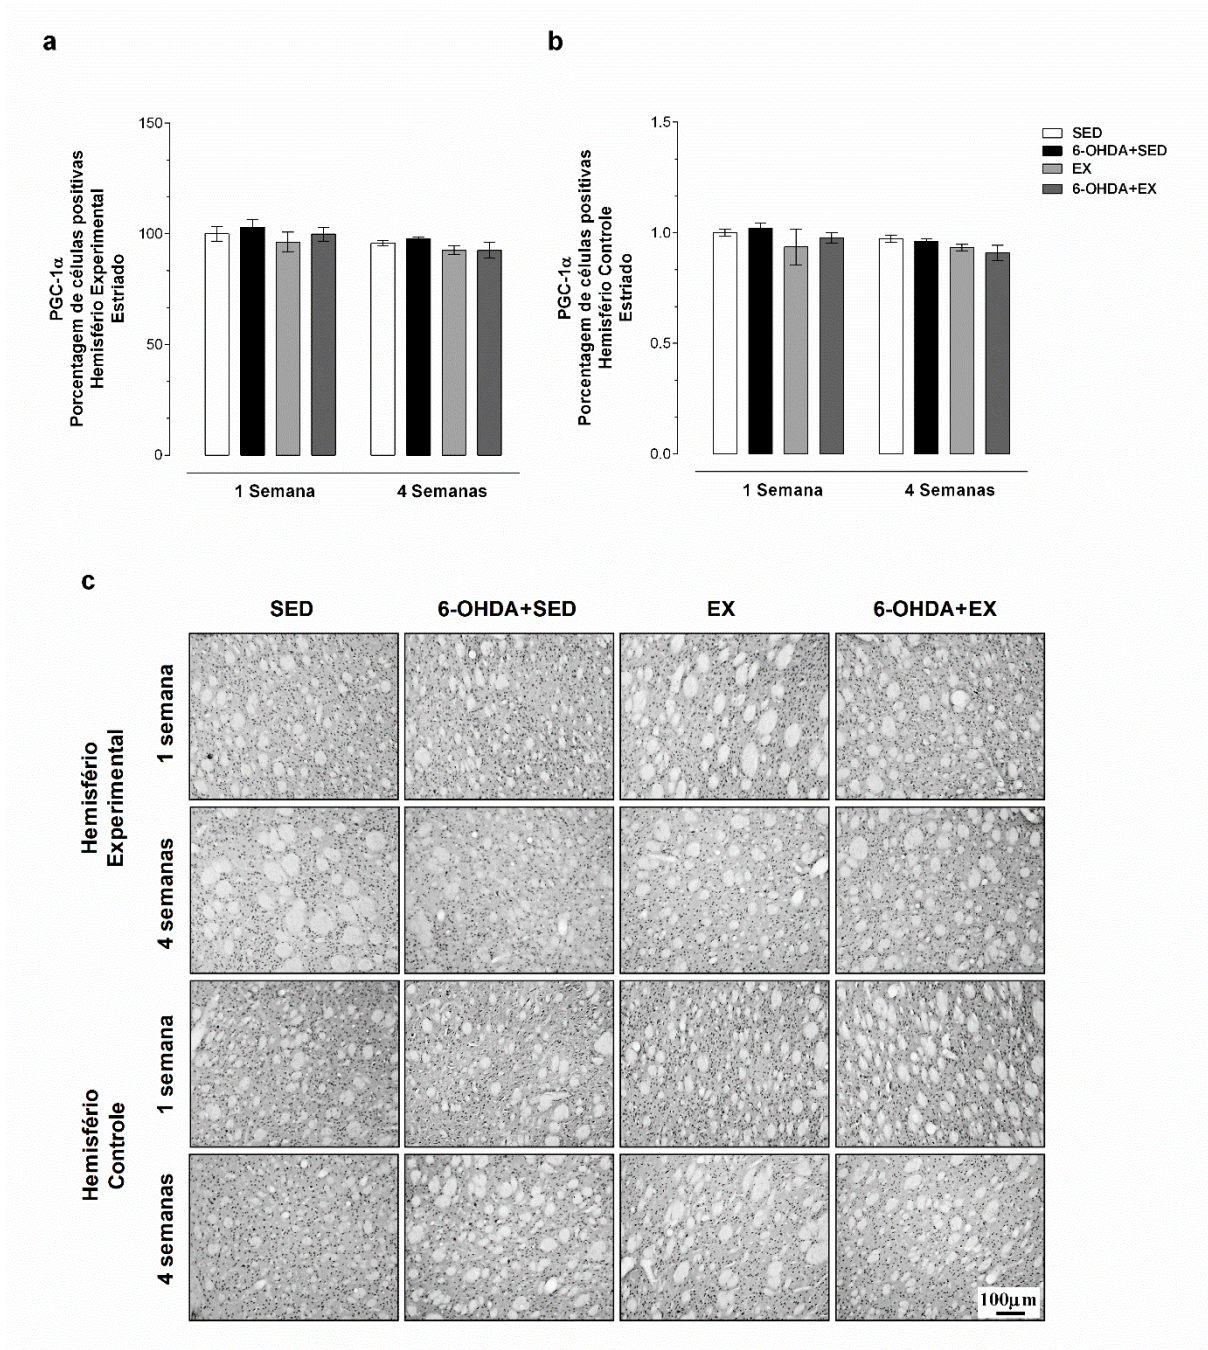 a
b
150
100
50
0
PGC-1α
Porcentagem de células positivas
Hemisfério Experimental
Estriado
1 Semana
4 Semanas
1.5
1.0
0.5
0.0
PGC-1α
Porcentagem de células positivas
Hemisfério Controle
Estriado
1 Semana
4 Semanas
SED
6-OHDA+SED
EX
6-OHDA+EX
c
SED
6-OHDA+SED
EX
6-OHDA+EX
Hemisfério
Experimental
1 semana
4 semanas
Hemisfério
Controle
1 semana
4 semanas
100μm